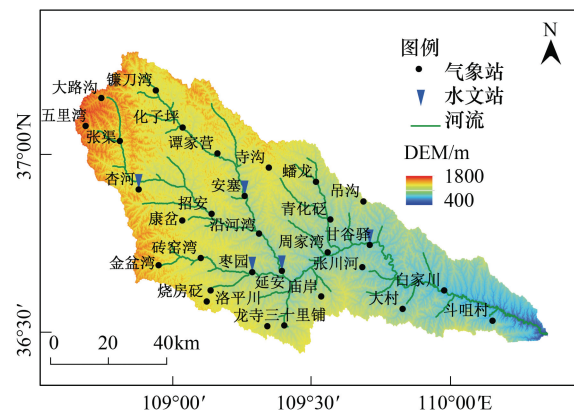 N
图例
气象站
水文站
河流
DEM/m
1800
400
镰刀湾
大路沟
五里湾
化子坪
张渠
谭家营
寺沟
蟠龙
杏河
安塞
吊沟
招安
青化砭
康岔
沿河湾
周家湾
甘谷驿
砖窑湾
枣园
张川河
金盆湾
延安
庙岸
白家川
烧房砭
洛平川
大村
龙寺
三十里铺
斗咀村
37°00′N
36°30′
0 20 40km
109°00′
109°30′
110°00′E